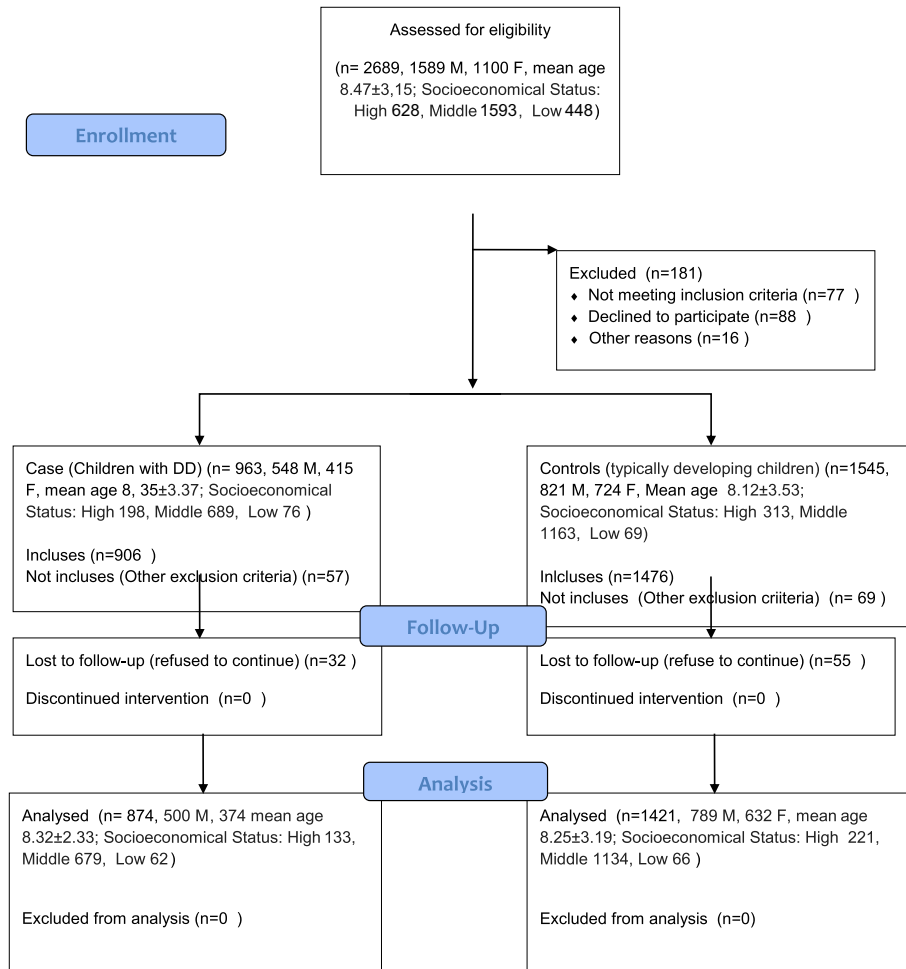 Assessed for eligibility
(n= 2689, 1589 M, 1100 F, mean age
8.47±3,15; Socioeconomical Status:
High 628, Middle 1593, Low 448)
Enrollment
Excluded (n=181)
♦ Not meeting inclusion criteria (n=77 )
♦ Declined to participate (n=88 )
♦ Other reasons (n=16 )
Case (Children with DD) (n= 963, 548 M, 415
F, mean age 8, 35±3.37; Socioeconomical
Status: High 198, Middle 689, Low 76 )
Incluses (n=906 )
Not incluses (Other exclusion criteria) (n=57)
Controls (typically developing children) (n=1545,
821 M, 724 F, Mean age 8.12±3.53;
Socioeconomical Status: High 313, Middle
1163, Low 69)
Inlcluses (n=1476)
Not incluses (Other exclusion criiteria) (n= 69 )
Follow-Up
Lost to follow-up (refused to continue) (n=32 )
Discontinued intervention (n=0 )
Lost to follow-up (refuse to continue) (n=55 )
Discontinued intervention (n=0 )
Analysis
Analysed (n= 874, 500 M, 374 mean age
8.32±2.33; Socioeconomical Status: High 133,
Middle 679, Low 62)
Excluded from analysis (n=0 )
Analysed (n=1421, 789 M, 632 F, mean age
8.25±3.19; Socioeconomical Status: High 221,
Middle 1134, Low 66)
Excluded from analysis (n=0)